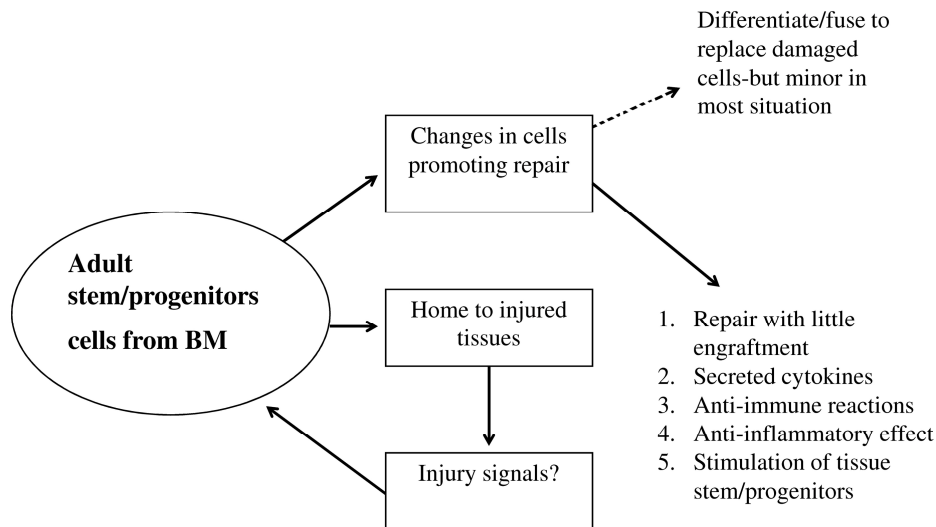 Differentiate/fuse to
replace damaged
cells-but minor in
most situation
Changes in cells
promoting repair
Adult
stem/progenitors
cells from BM
Home to injured
tissues
Injury signals?
1. Repair with little
engraftment
2. Secreted cytokines
3. Anti-immune reactions
4. Anti-inflammatory effect
5. Stimulation of tissue
stem/progenitors